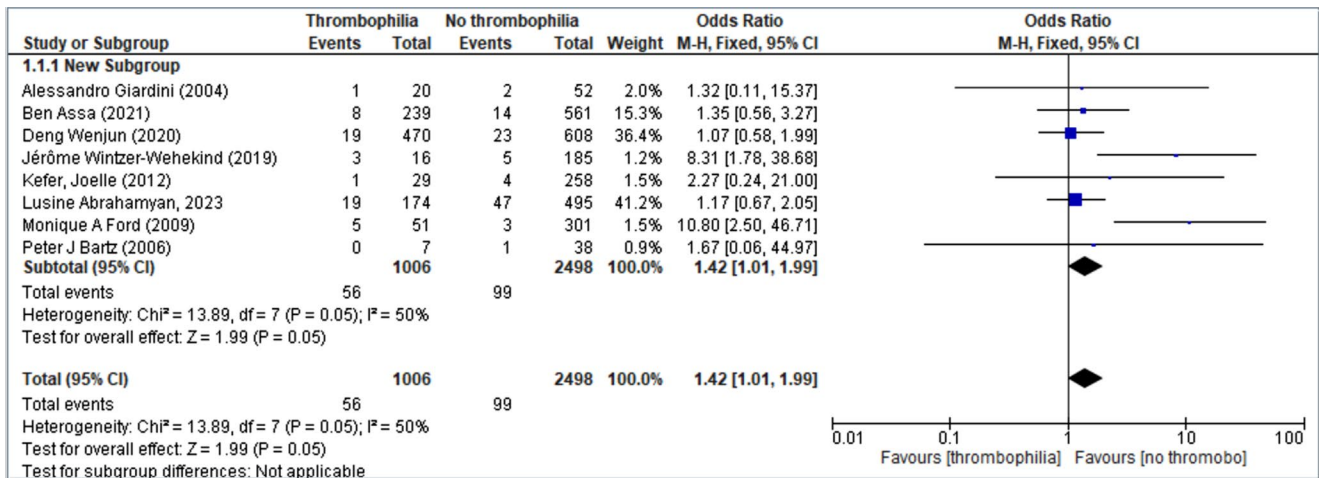 Thrombophilia No thrombophilia Odds Ratio Odds Ratio
Study or Subgroup Events Total Events Total Weight M-H, Fixed, 95% CI M-H, Fixed, 95% CI
1.1.1 New Subgroup
Alessandro Giardini (2004) 1 20 2 52 2.0% 1.32 [0.11, 15.37]
Ben Assa (2021) 8 239 14 561 15.3% 1.35 [0.56, 3.27]
Deng Wenjun (2020) 19 470 23 608 36.4% 1.07 [0.58, 1.99]
Jérôme Wintzer-Wehekind (2019) 3 16 5 185 1.2% 8.31 [1.78, 38.68]
Kefer, Joelle (2012) 1 29 4 258 1.5% 2.27 [0.24, 21.00]
Lusine Abrahamyan, 2023 19 174 47 495 41.2% 1.17 [0.67, 2.05]
Monique A Ford (2009) 5 51 3 301 1.5% 10.80 [2.50, 46.71]
Peter J Bartz (2006) 0 7 1 38 0.9% 1.67 [0.06, 44.97]
Subtotal (95% CI) 1006 2498 100.0% 1.42 [1.01, 1.99]
Total events 56 99
Heterogeneity: Chi² = 13.89, df = 7 (P = 0.05); I² = 50%
Test for overall effect: Z = 1.99 (P = 0.05)
Total (95% CI) 1006 2498 100.0% 1.42 [1.01, 1.99]
Total events 56 99
Heterogeneity: Chi² = 13.89, df = 7 (P = 0.05); I² = 50%
Test for overall effect: Z = 1.99 (P = 0.05)
Test for subgroup differences: Not applicable
0.01 0.1 1 10 100
Favours [thrombophilia] Favours [no thromobo]